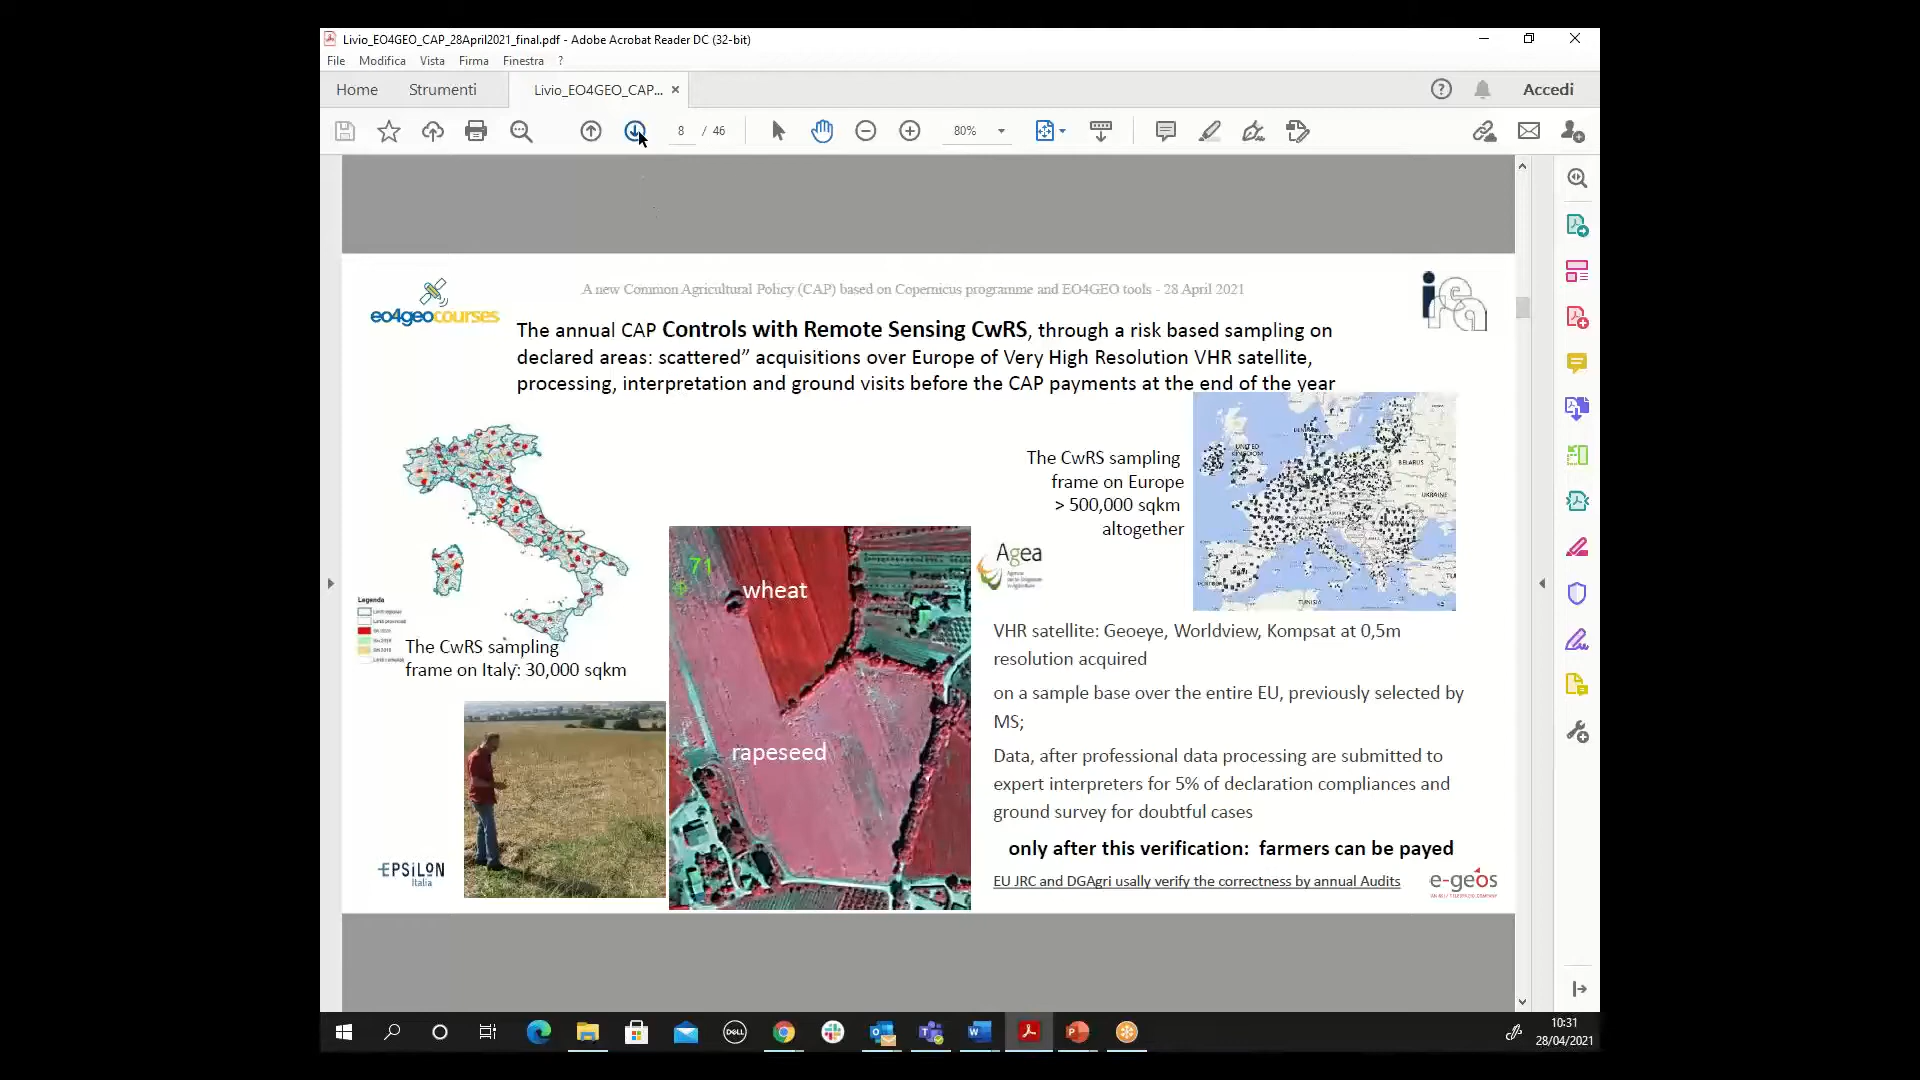 Livio_EO4GEO_CAP_28April2021_final.pdf - Adobe Acrobat Reader DC (32-bit)
File Modifica Vista Firma Finestra ?
Home Strumenti Livio_EO4GEO_CAP... × Accedi
8 / 46 80%
eo4geocourses
A new Common Agricultural Policy (CAP) based on Copernicus programme and EO4GEO tools - 28 April 2021
The annual CAP Controls with Remote Sensing CwRS, through a risk based sampling on
declared areas: scattered” acquisitions over Europe of Very High Resolution VHR satellite,
processing, interpretation and ground visits before the CAP payments at the end of the year
The CwRS sampling
frame on Europe
> 500,000 sqkm
altogether
UNITED
KINGDOM
BELARUS
UKRAINE
TUNISIA
Agea
71
wheat
rapeseed
Legenda
The CwRS sampling
frame on Italy: 30,000 sqkm
VHR satellite: Geoeye, Worldview, Kompsat at 0,5m
resolution acquired
on a sample base over the entire EU, previously selected by
MS;
Data, after professional data processing are submitted to
expert interpreters for 5% of declaration compliances and
ground survey for doubtful cases
only after this verification: farmers can be payed
EU JRC and DGAgri usally verify the correctness by annual Audits
EPSILON
Italia
e-geos
DELL
10:31
28/04/2021